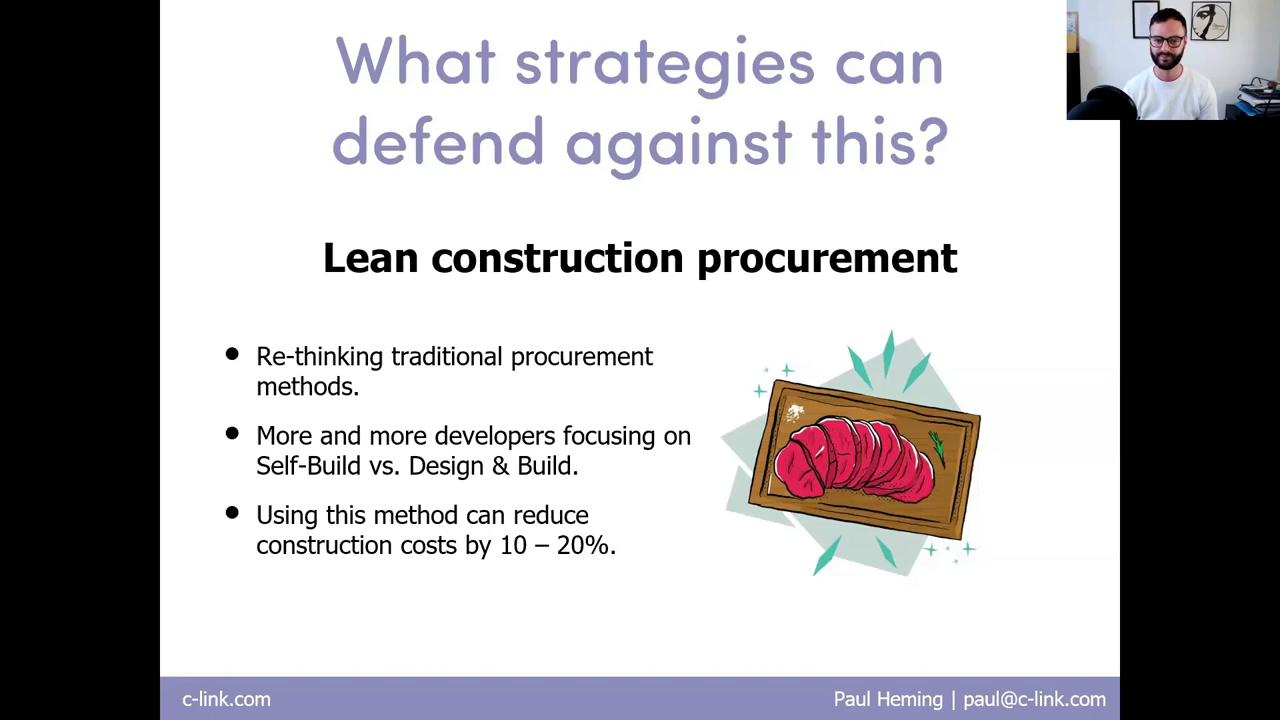 What strategies can
defend against this?
Lean construction procurement
● Re-thinking traditional procurement
methods.
● More and more developers focusing on
Self-Build vs. Design & Build.
● Using this method can reduce
construction costs by 10 – 20%.
c-link.com
Paul Heming | paul@c-link.com